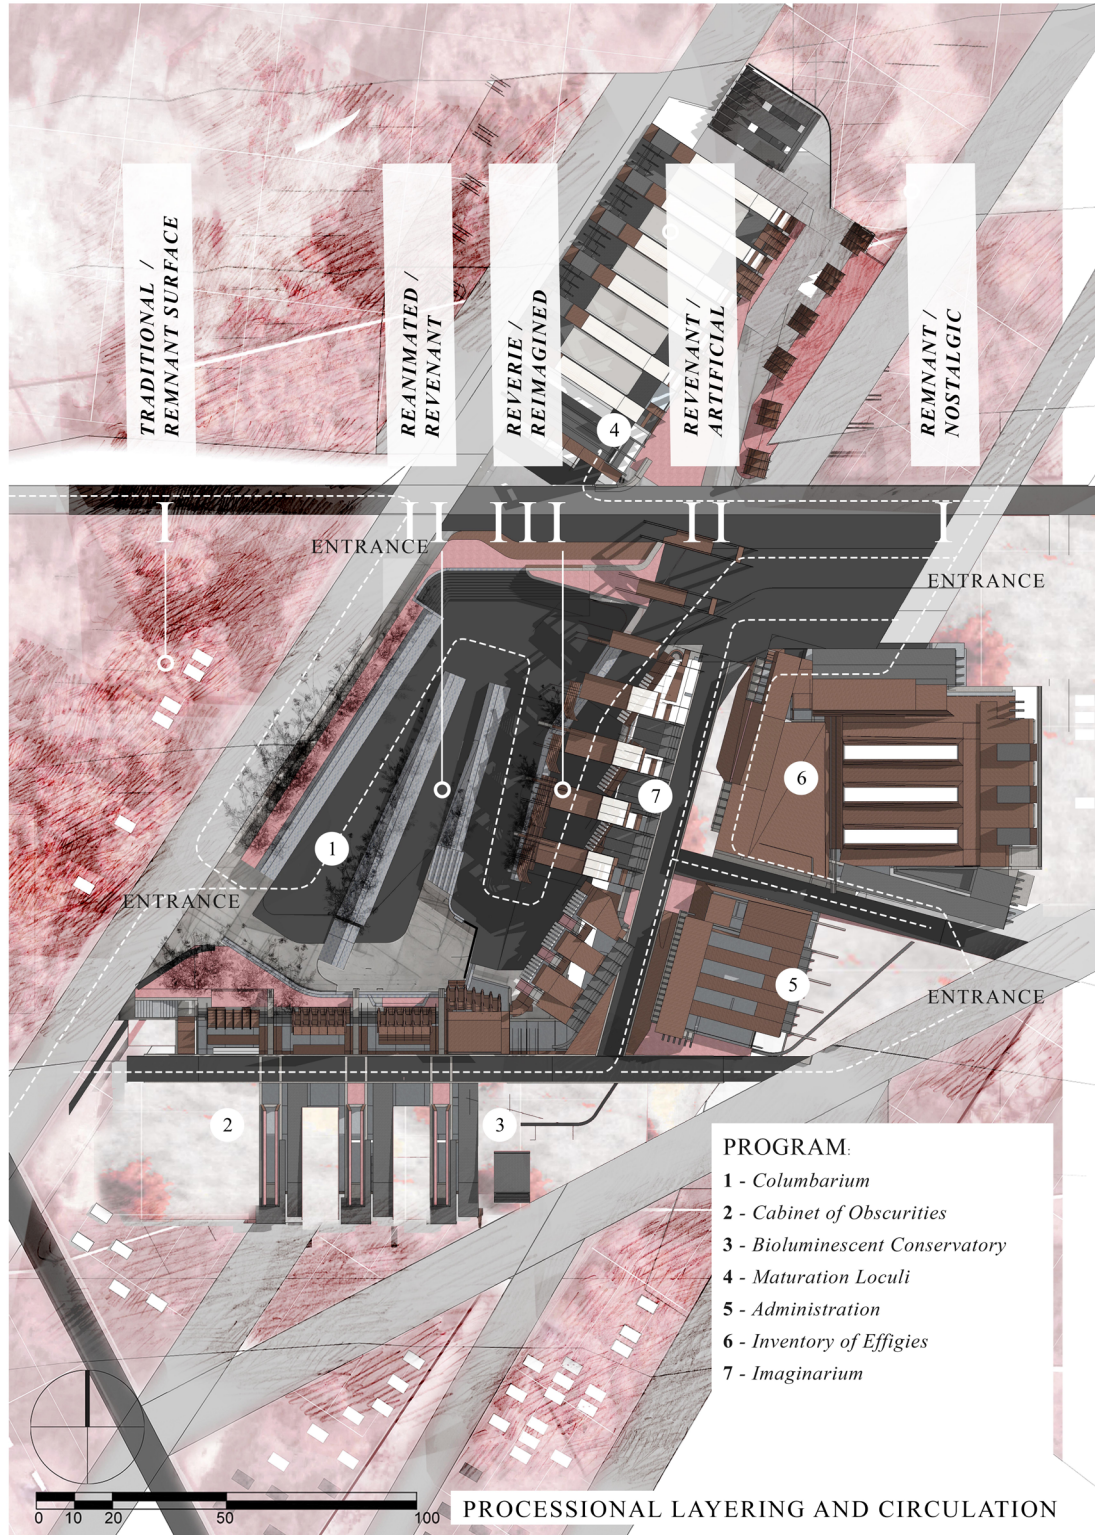 TRADITIONAL /
REMNANT SURFACE
REANIMATED /
REVENANT
REVERIE /
REIMAGINED
REVENANT /
ARTIFICIAL
REMNANT /
NOSTALGIC
4
I
II
III
II
I
ENTRANCE
ENTRANCE
6
7
1
ENTRANCE
5
ENTRANCE
2
3
PROGRAM:
1 - Columbarium
2 - Cabinet of Obscurities
3 - Bioluminescent Conservatory
4 - Maturation Loculi
5 - Administration
6 - Inventory of Effigies
7 - Imaginarium
0 10 20 50 100
PROCESSIONAL LAYERING AND CIRCULATION